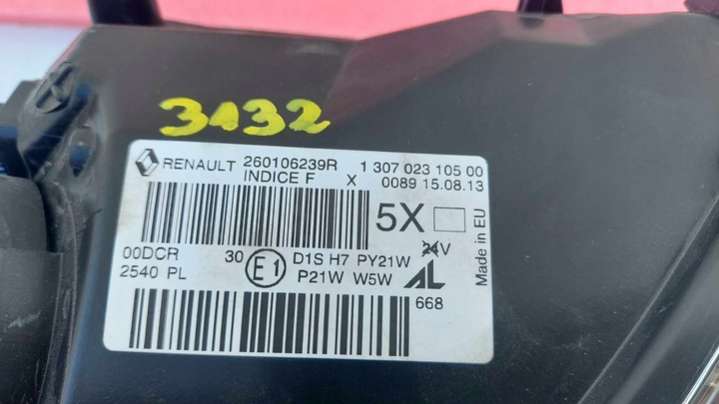 3132
RENAULT 260106239R 1 307 023 105 00
INDICE F X 0089 15.08.13
5X
Made in EU
00DCR 30 E1 D1S H7 PY21W 24V
2540 PL P21W W5W AL
668